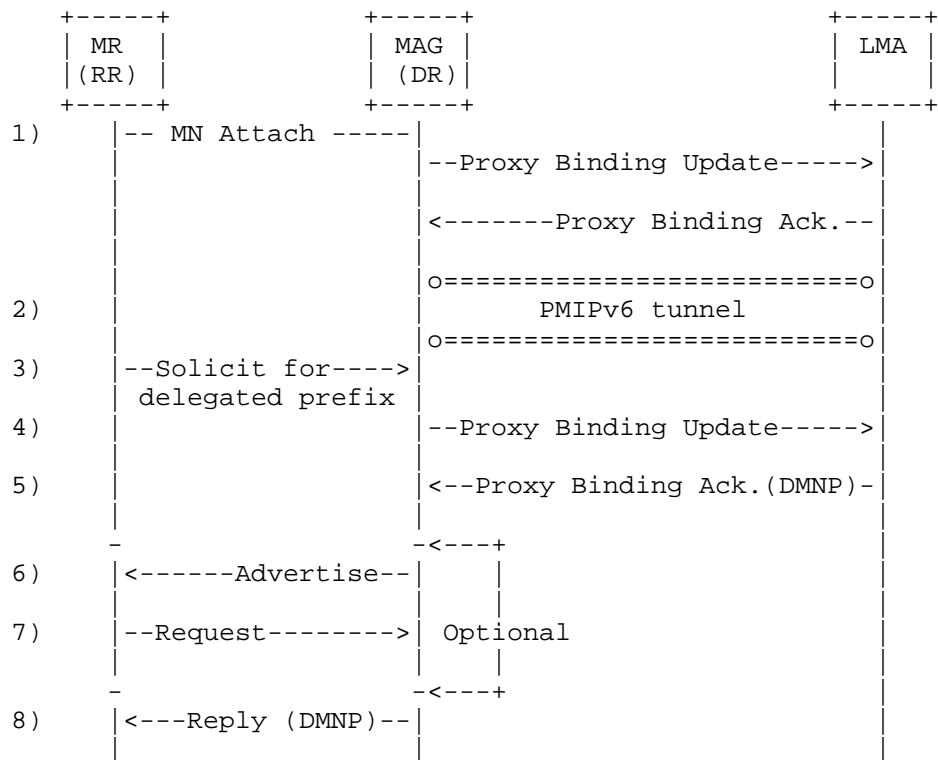 MR MAG LMA
(RR) (DR)
1) -- MN Attach -----
--Proxy Binding Update----->
<-------Proxy Binding Ack.--
o==========================o
2) PMIPv6 tunnel
o==========================o
3) --Solicit for---->
delegated prefix
4) --Proxy Binding Update----->
5) <--Proxy Binding Ack.(DMNP)-
6) <------Advertise--
7) --Request--------> Optional
8) <---Reply (DMNP)--